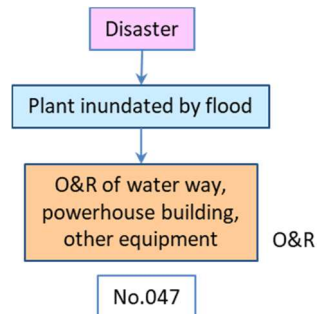 Disaster
Plant inundated by flood
O&R of water way,
powerhouse building,
other equipment
O&R
No.047